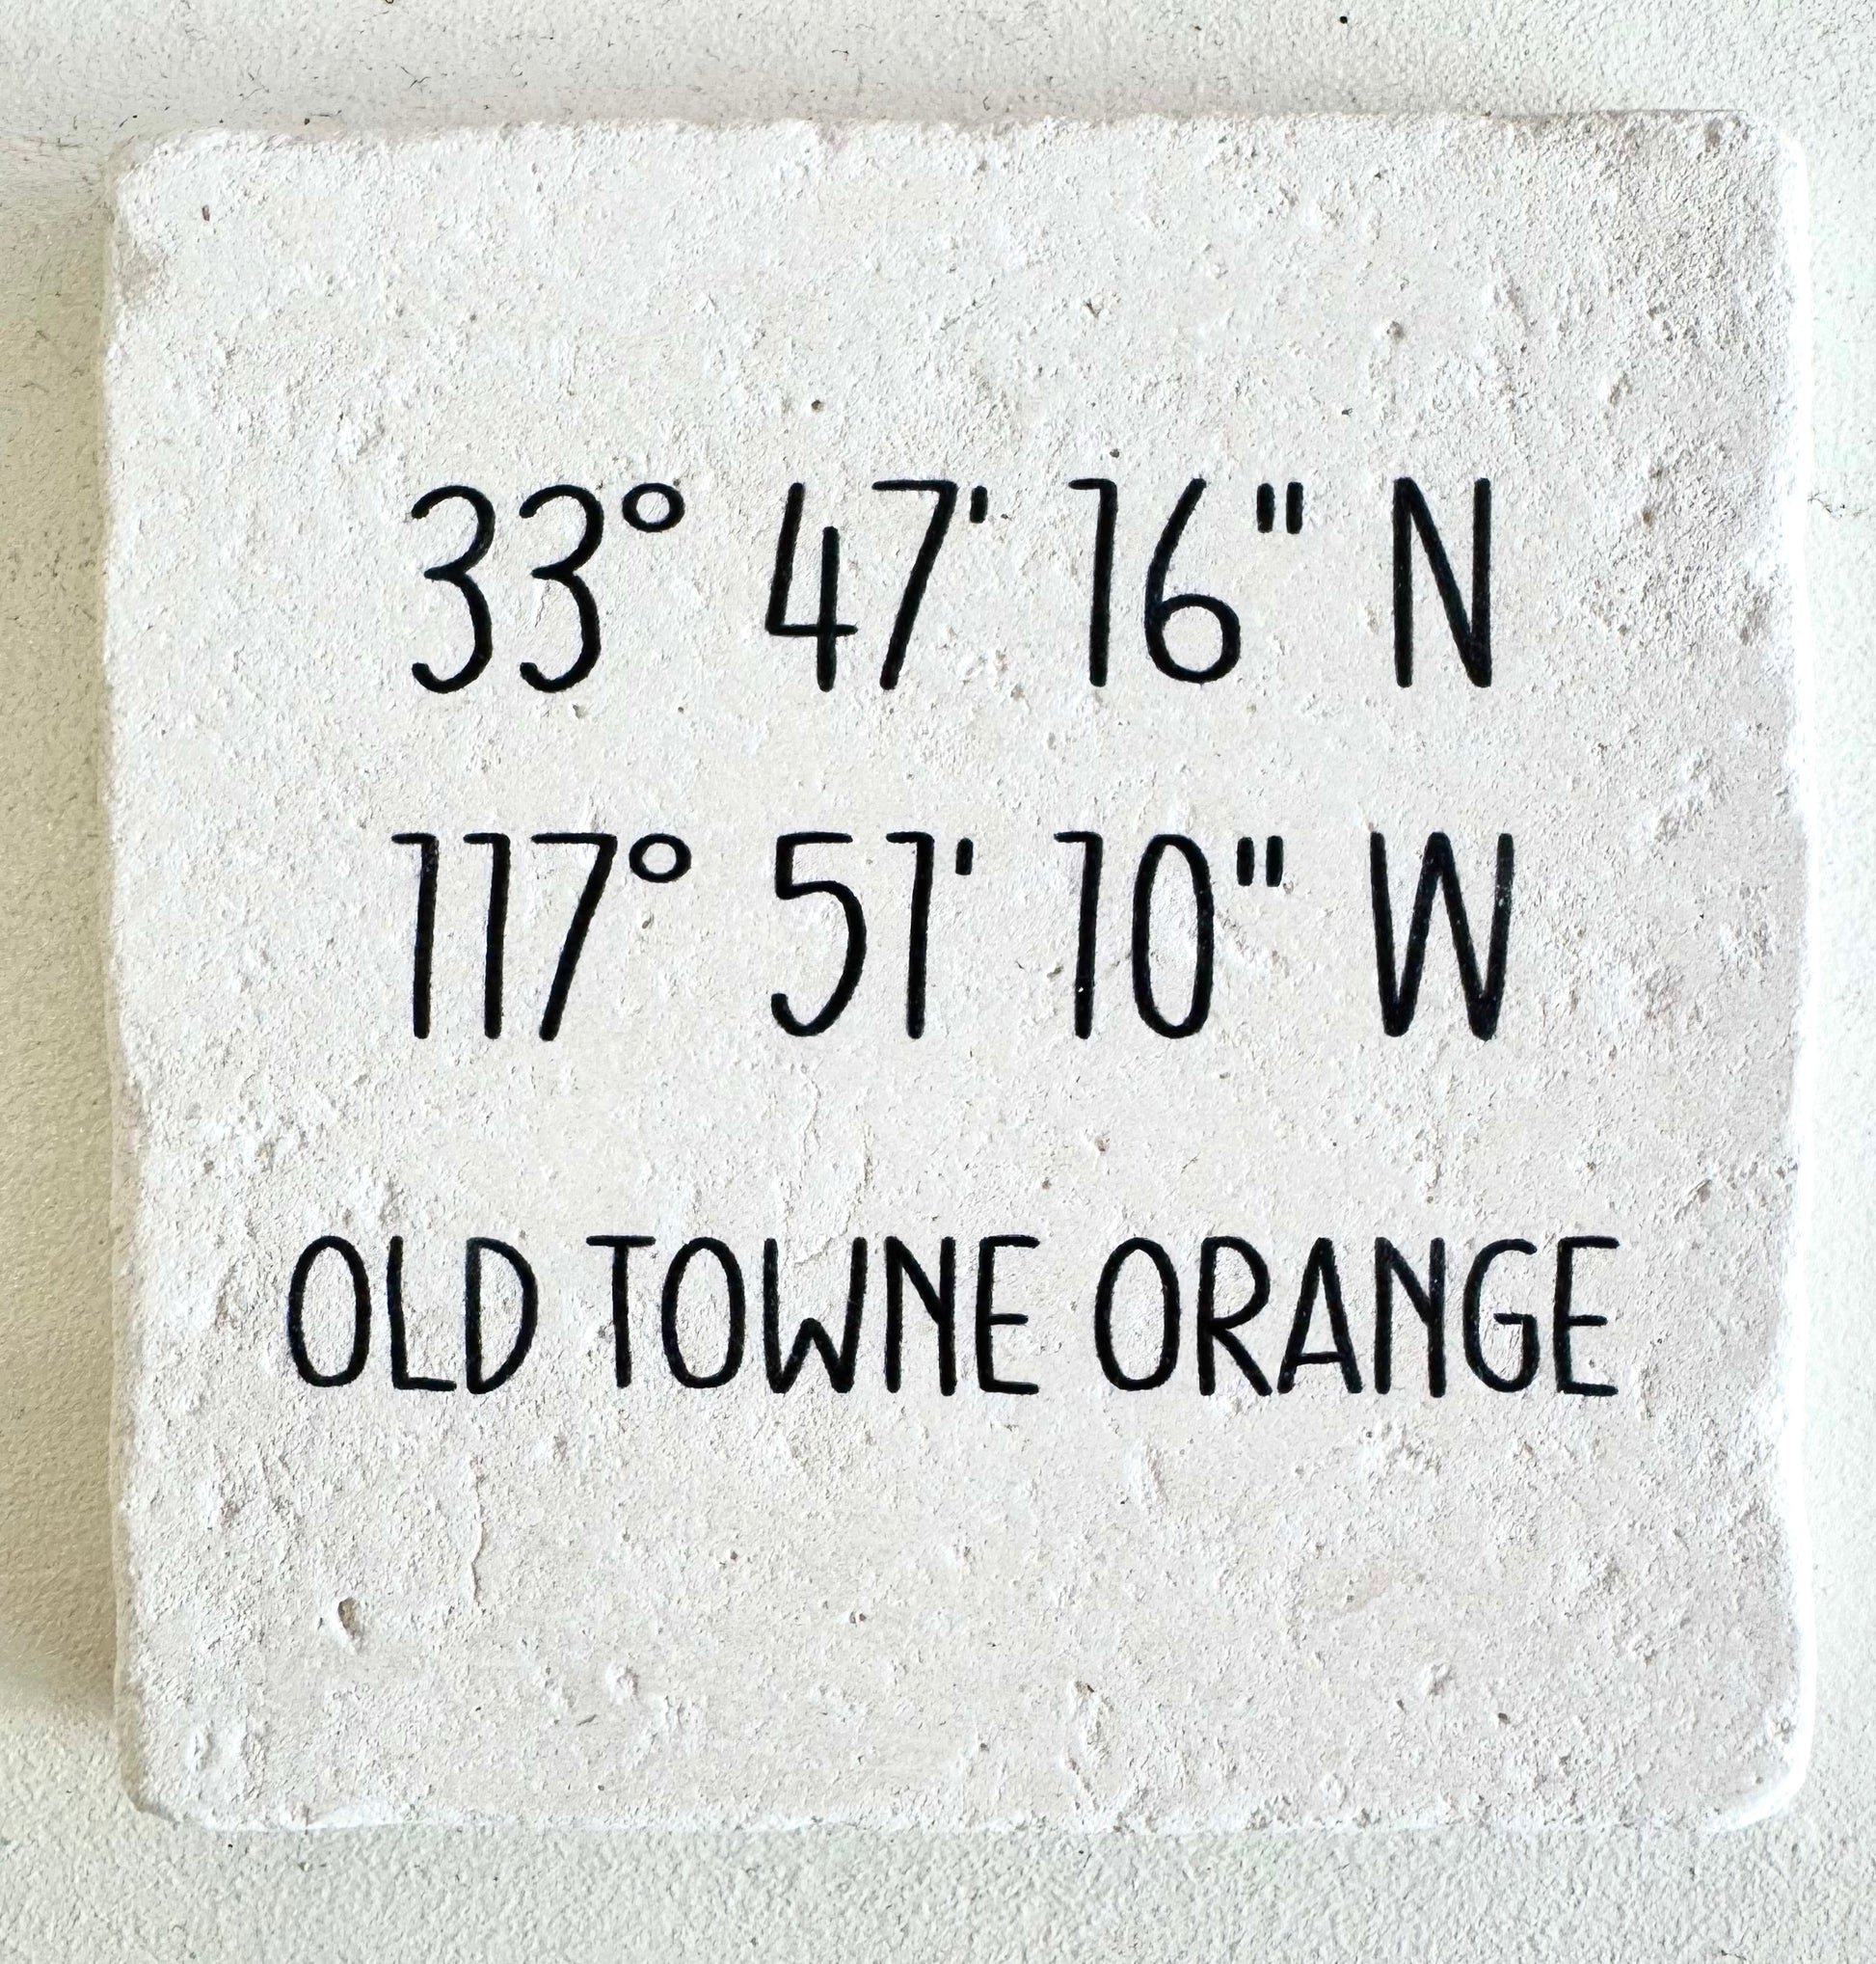 33° 47' 16" N
117° 51' 10" W
OLD TOWNE ORANGE